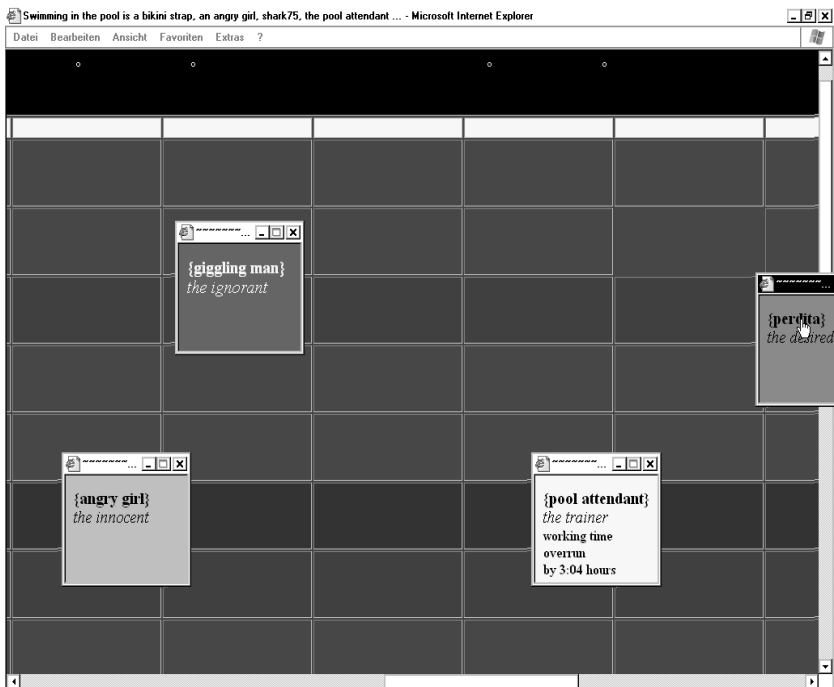 Swimming in the pool is a bikini strap, an angry girl, shark75, the pool attendant ... - Microsoft Internet Explorer
Datei Bearbeiten Ansicht Favoriten Extras ?
~~~~~~~...
{giggling man}
the ignorant
~~~~~~~...
{perdita}
the desired
~~~~~~~...
{angry girl}
the innocent
~~~~~~~...
{pool attendant}
the trainer
working time
overrun
by 3:04 hours